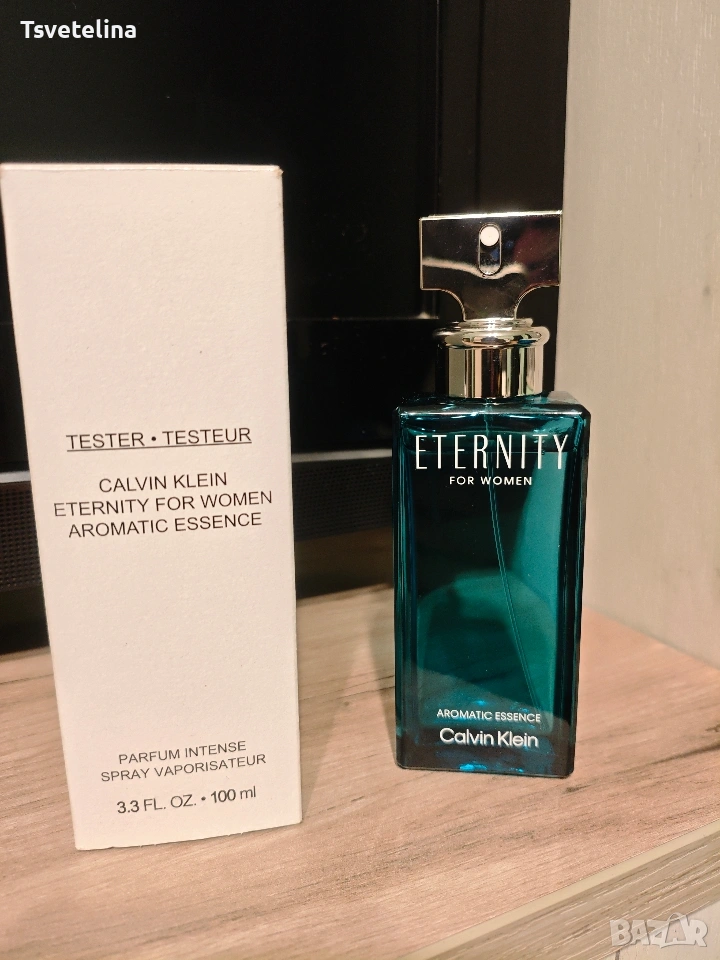 Tsvetelina
TESTER • TESTEUR
CALVIN KLEIN
ETERNITY FOR WOMEN
AROMATIC ESSENCE
PARFUM INTENSE
SPRAY VAPORISATEUR
3.3 FL. OZ. • 100 ml
ETERNITY
FOR WOMEN
AROMATIC ESSENCE
Calvin Klein
BAZAR